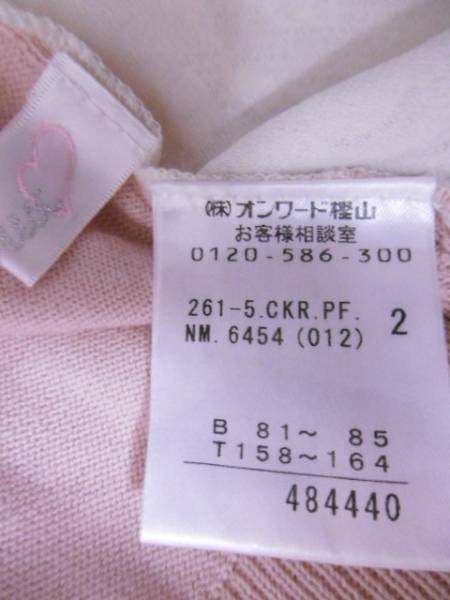 (株)オンワード樫山
お客様相談室
0120-586-300
261-5.CKR.PF. 2
NM.6454(012)
B 81～ 85
T158～164
484440